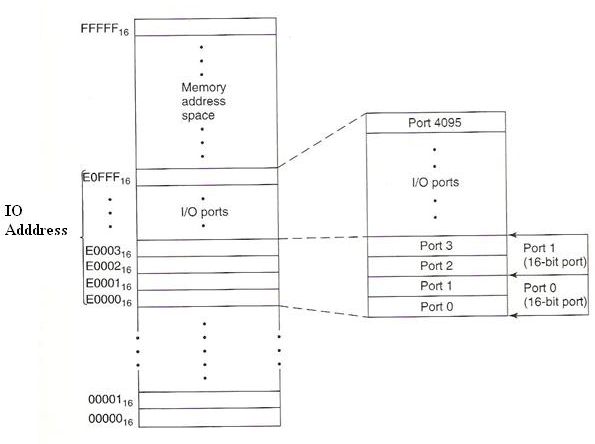 FFFFF16
Memory
address
space
Port 4095
E0FFF16
I/O ports
I/O ports
IO
Adddress
E000316
E000216
E000116
E000016
Port 3
Port 2
Port 1
Port 0
Port 1
(16-bit port)
Port 0
(16-bit port)
0000116
0000016